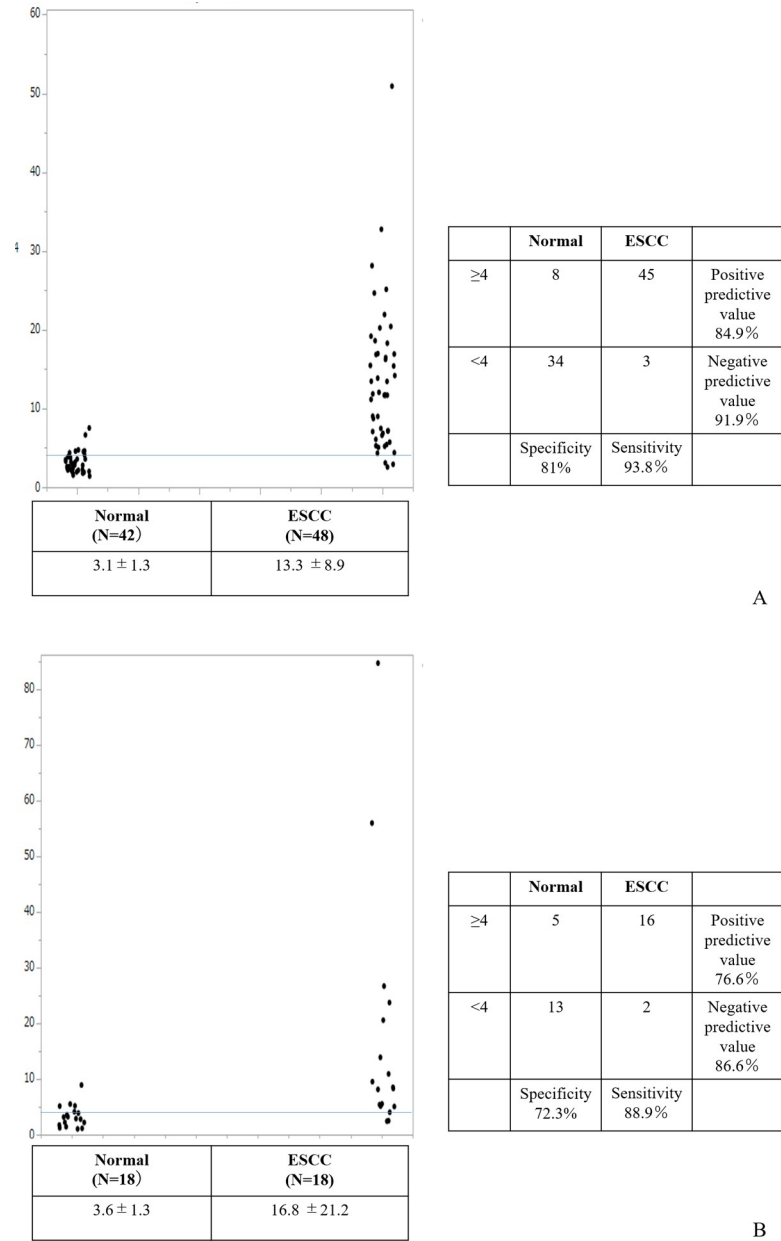 60
50
40
30
20
10
0
4
Normal
(N=42)
ESCC
(N=48)
3.1 ± 1.3
13.3 ± 8.9
Normal
ESCC
≥4
8
45
Positive
predictive
value
84.9%
<4
34
3
Negative
predictive
value
91.9%
Specificity
81%
Sensitivity
93.8%
A
80
70
60
50
40
30
20
10
0
Normal
(N=18)
ESCC
(N=18)
3.6 ± 1.3
16.8 ± 21.2
Normal
ESCC
≥4
5
16
Positive
predictive
value
76.6%
<4
13
2
Negative
predictive
value
86.6%
Specificity
72.3%
Sensitivity
88.9%
B